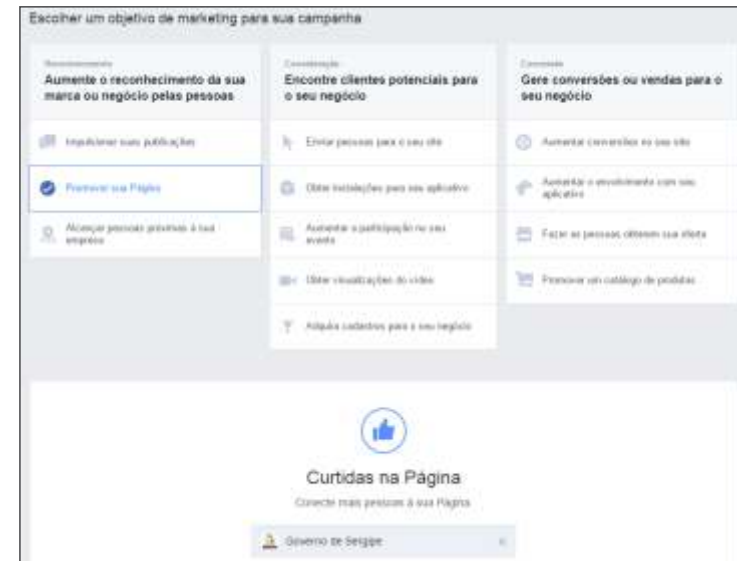 Escolher um objetivo de marketing para sua campanha
Reconhecimento
Aumente o reconhecimento da sua
marca ou negócio pelas pessoas
Impulsionar suas publicações
Promover sua Página
Alcançar pessoas próximas à sua
empresa
Consideração
Encontre clientes potenciais para
o seu negócio
Enviar pessoas para o seu site
Obter instalações para seu aplicativo
Aumentar a participação no seu
evento
Obter visualizações do vídeo
Adquira cadastros para o seu negócio
Conversão
Gere conversões ou vendas para o
seu negócio
Aumentar conversões no seu site
Aumentar o envolvimento com seu
aplicativo
Fazer as pessoas obterem sua oferta
Promover um catálogo de produtos
Curtidas na Página
Conecte mais pessoas à sua Página
Governo de Sergipe